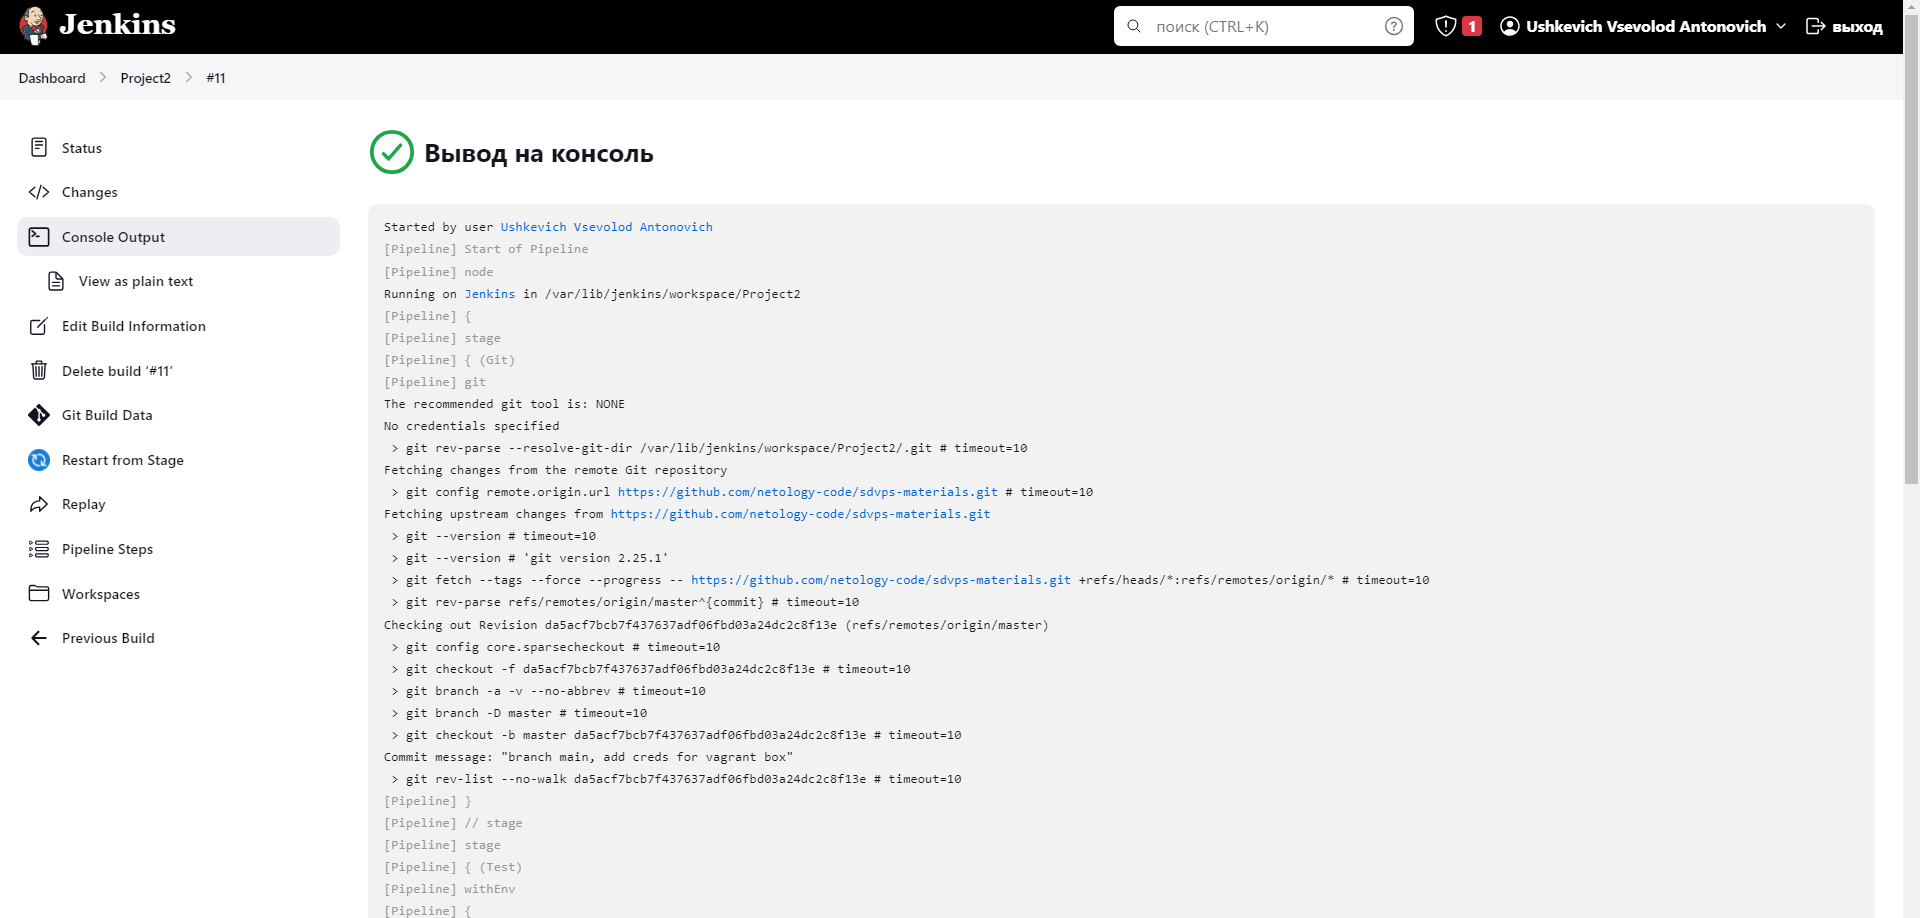 Jenkins
поиск (CTRL+K)
1
Ushkevich Vsevolod Antonovich
выход
Dashboard
Project2
#11
Status
Changes
Console Output
View as plain text
Edit Build Information
Delete build ‘#11’
Git Build Data
Restart from Stage
Replay
Pipeline Steps
Workspaces
Previous Build
Вывод на консоль
Started by user Ushkevich Vsevolod Antonovich
[Pipeline] Start of Pipeline
[Pipeline] node
Running on Jenkins in /var/lib/jenkins/workspace/Project2
[Pipeline] {
[Pipeline] stage
[Pipeline] { (Git)
[Pipeline] git
The recommended git tool is: NONE
No credentials specified
 > git rev-parse --resolve-git-dir /var/lib/jenkins/workspace/Project2/.git # timeout=10
Fetching changes from the remote Git repository
 > git config remote.origin.url https://github.com/netology-code/sdvps-materials.git # timeout=10
Fetching upstream changes from https://github.com/netology-code/sdvps-materials.git
 > git --version # timeout=10
 > git --version # 'git version 2.25.1'
 > git fetch --tags --force --progress -- https://github.com/netology-code/sdvps-materials.git +refs/heads/*:refs/remotes/origin/* # timeout=10
 > git rev-parse refs/remotes/origin/master^{commit} # timeout=10
Checking out Revision da5acf7bcb7f437637adf06fbd03a24dc2c8f13e (refs/remotes/origin/master)
 > git config core.sparsecheckout # timeout=10
 > git checkout -f da5acf7bcb7f437637adf06fbd03a24dc2c8f13e # timeout=10
 > git branch -a -v --no-abbrev # timeout=10
 > git branch -D master # timeout=10
 > git checkout -b master da5acf7bcb7f437637adf06fbd03a24dc2c8f13e # timeout=10
Commit message: "branch main, add creds for vagrant box"
 > git rev-list --no-walk da5acf7bcb7f437637adf06fbd03a24dc2c8f13e # timeout=10
[Pipeline] }
[Pipeline] // stage
[Pipeline] stage
[Pipeline] { (Test)
[Pipeline] withEnv
[Pipeline] {